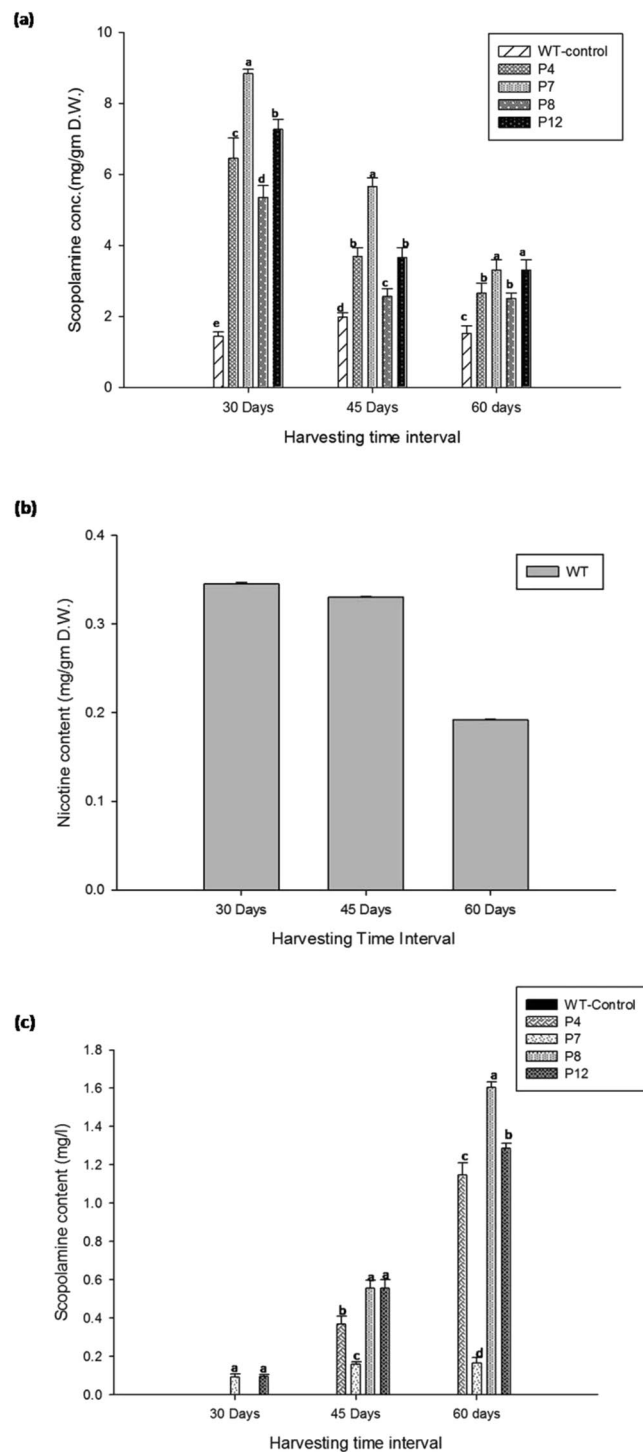 (a)
10
8
6
4
2
0
Scopolamine conc.(mg/gm D.W.)
WT-control
P4
P7
P8
P12
e c a d b
d b a c b
c b a b a
30 Days 45 Days 60 days
Harvesting time interval
(b)
0.4
0.3
0.2
0.1
0.0
Nicotine content (mg/gm D.W.)
WT
30 Days 45 Days 60 Days
Harvesting Time Interval
(c)
1.8
1.6
1.4
1.2
1.0
0.8
0.6
0.4
0.2
0.0
Scopolamine content (mg/l)
WT-Control
P4
P7
P8
P12
a a
b c a a
c d a b
30 Days 45 Days 60 days
Harvesting time interval